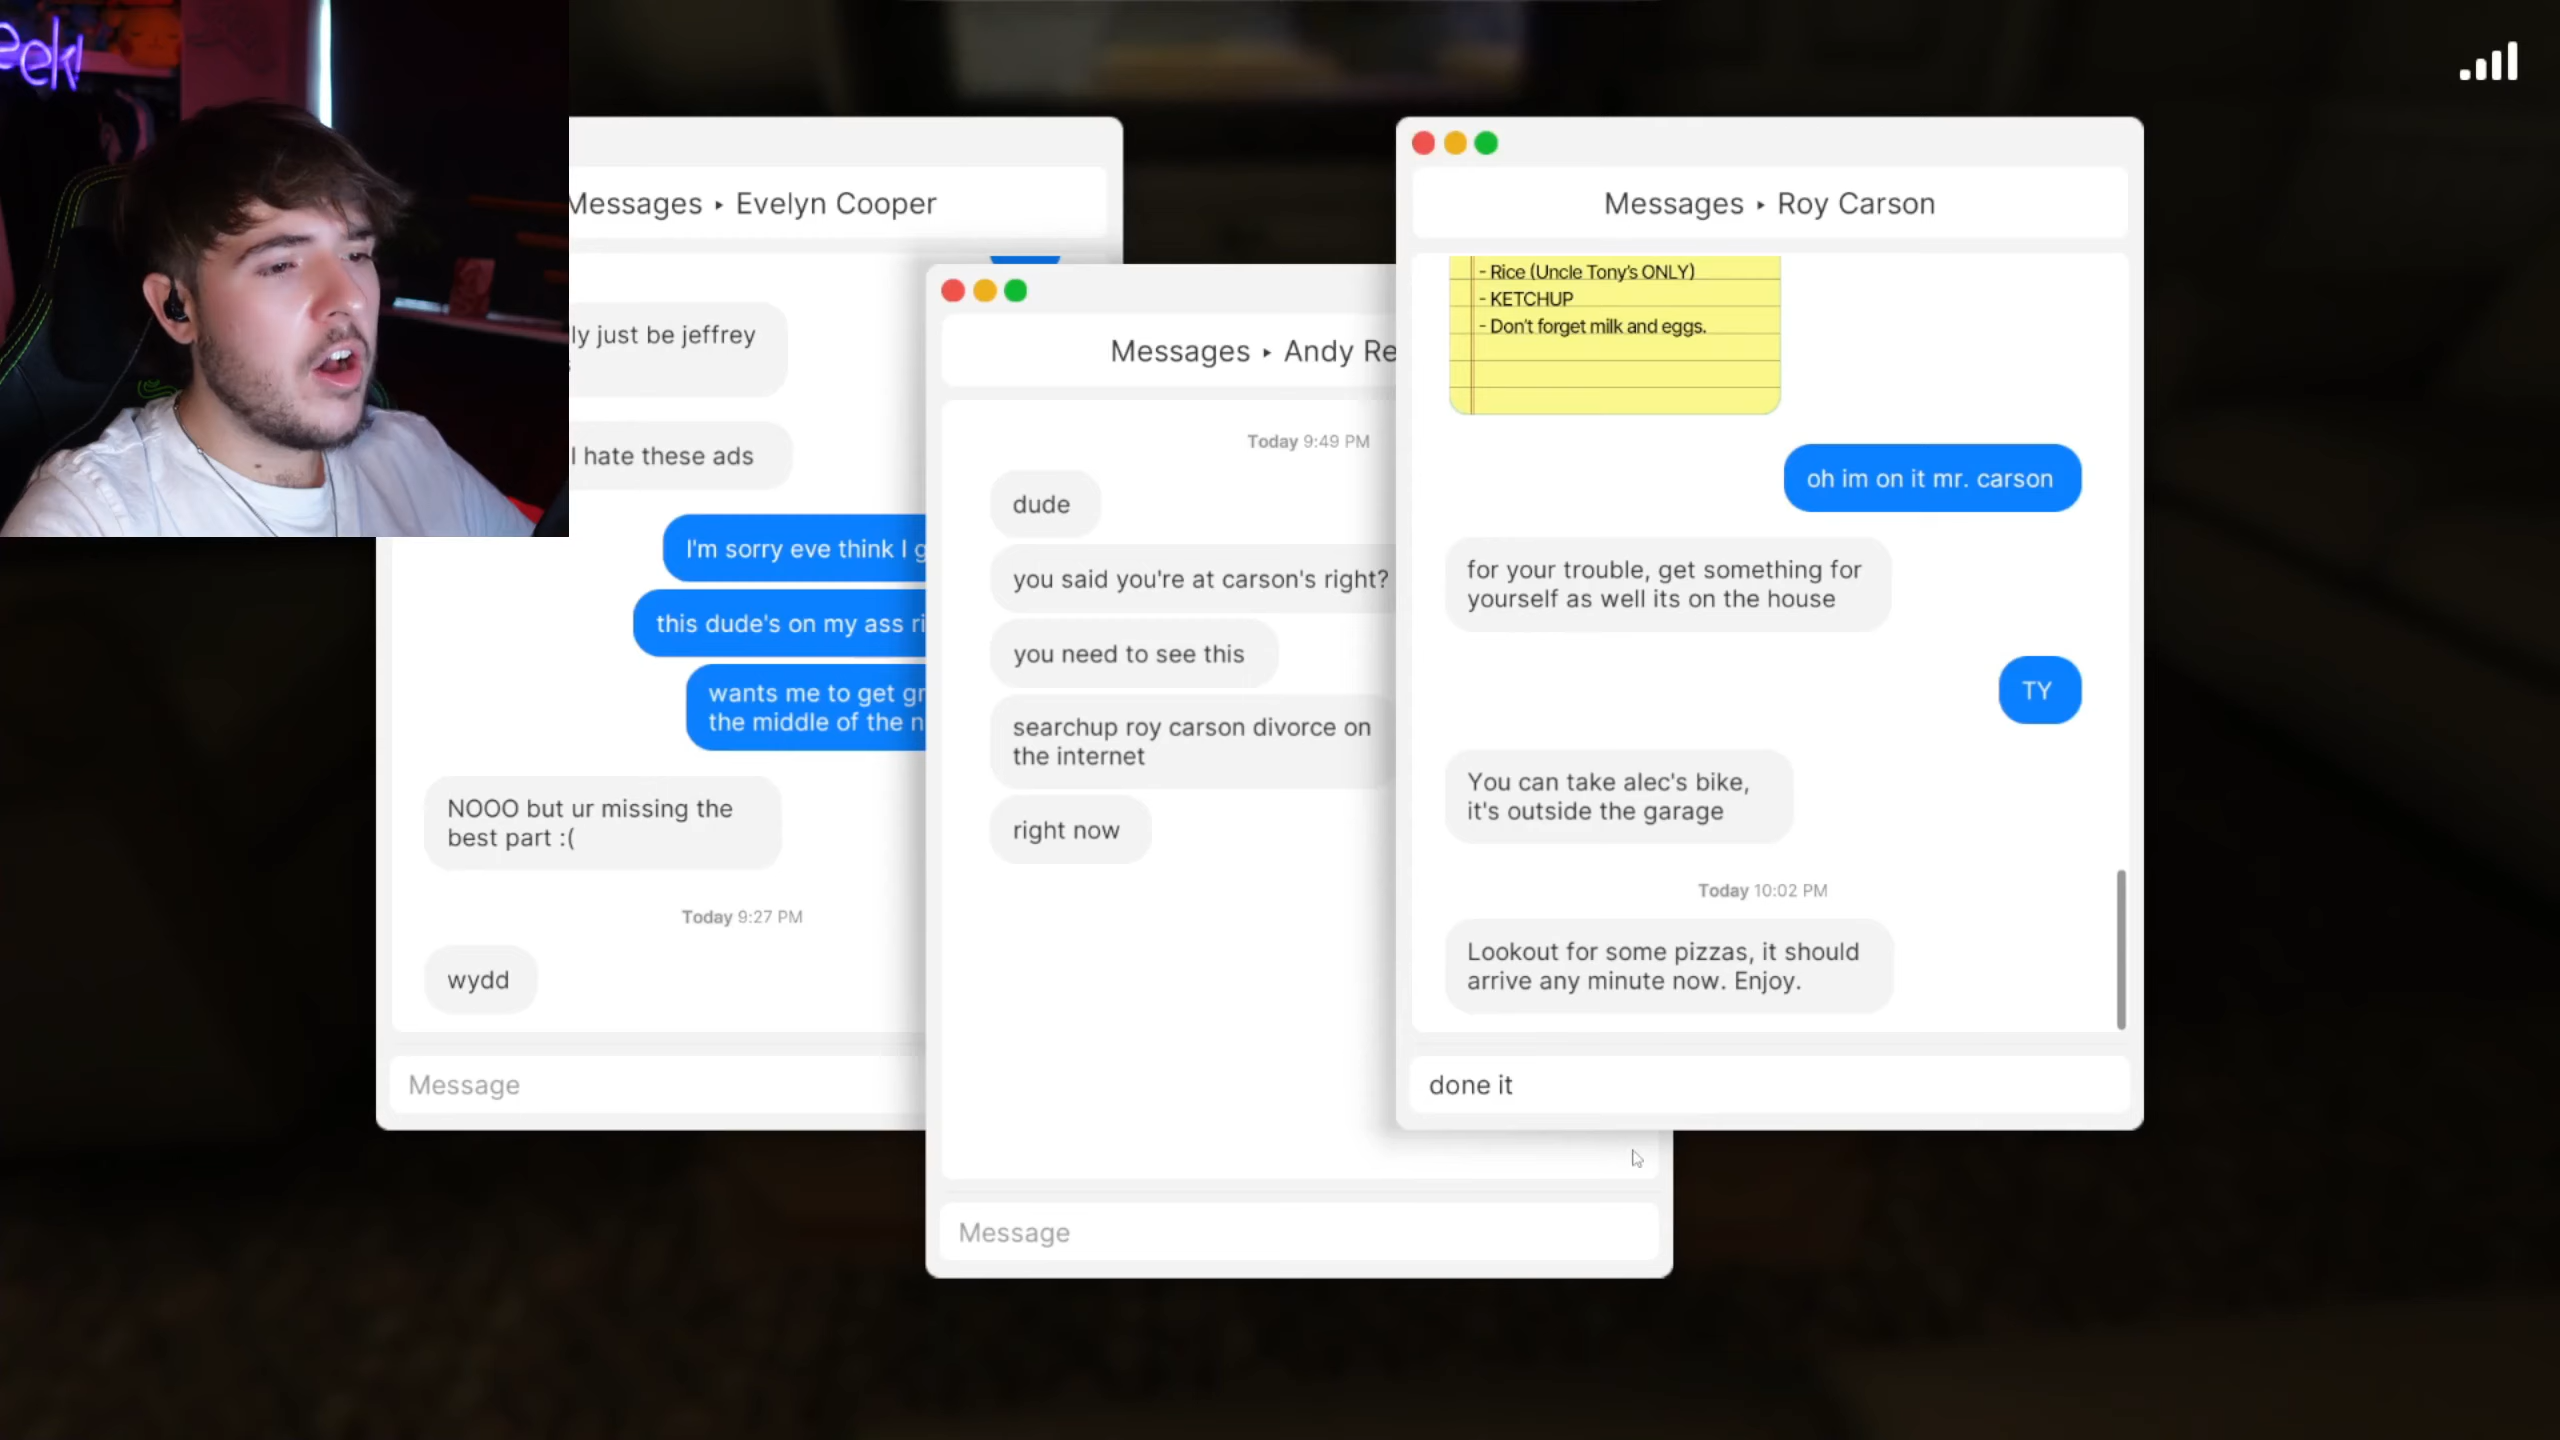 eek!
Messages ▸ Evelyn Cooper
ly just be jeffrey
I hate these ads
I'm sorry eve think I g
this dude's on my ass ri
wants me to get gr
the middle of the n
NOOO but ur missing the
best part :(
Today 9:27 PM
wydd
Message
Messages ▸ Andy Re
Today 9:49 PM
dude
you said you're at carson's right?
you need to see this
searchup roy carson divorce on
the internet
right now
Message
Messages ▸ Roy Carson
- Rice (Uncle Tony's ONLY)
- KETCHUP
- Don't forget milk and eggs.
oh im on it mr. carson
for your trouble, get something for
yourself as well its on the house
TY
You can take alec's bike,
it's outside the garage
Today 10:02 PM
Lookout for some pizzas, it should
arrive any minute now. Enjoy.
done it